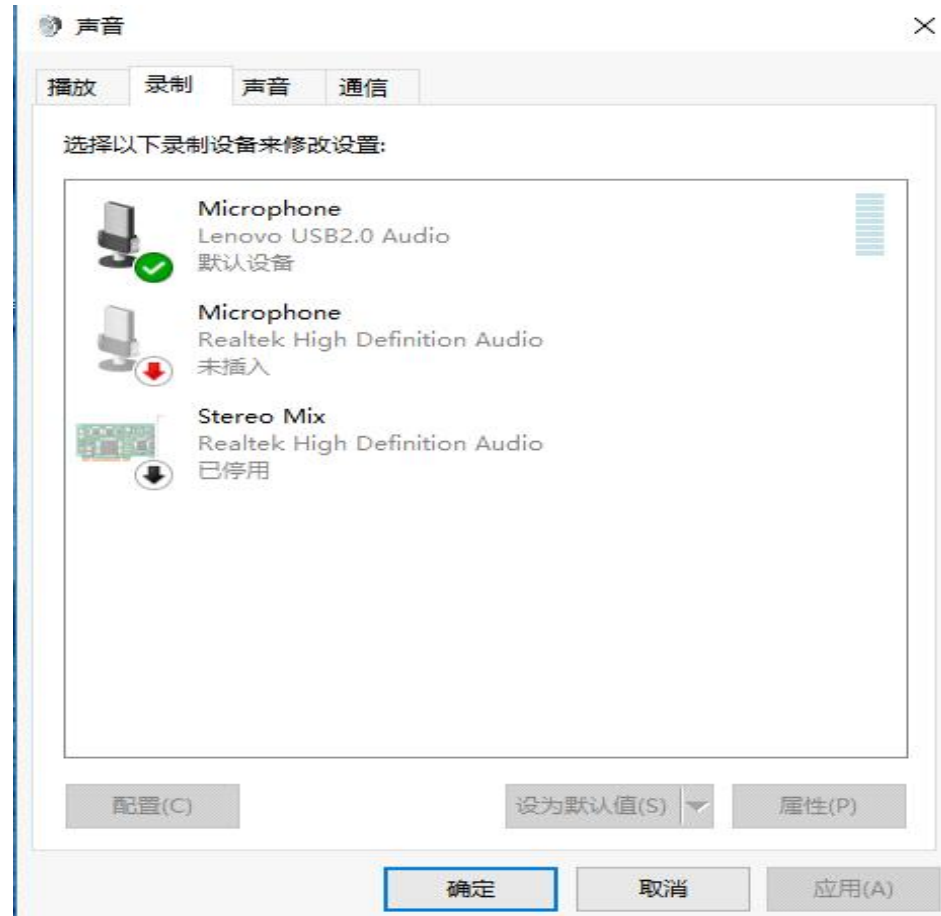 声音
播放 录制 声音 通信
选择以下录制设备来修改设置:
Microphone
Lenovo USB2.0 Audio
默认设备
Microphone
Realtek High Definition Audio
未插入
Stereo Mix
Realtek High Definition Audio
已停用
配置(C) 设为默认值(S) 属性(P)
确定 取消 应用(A)